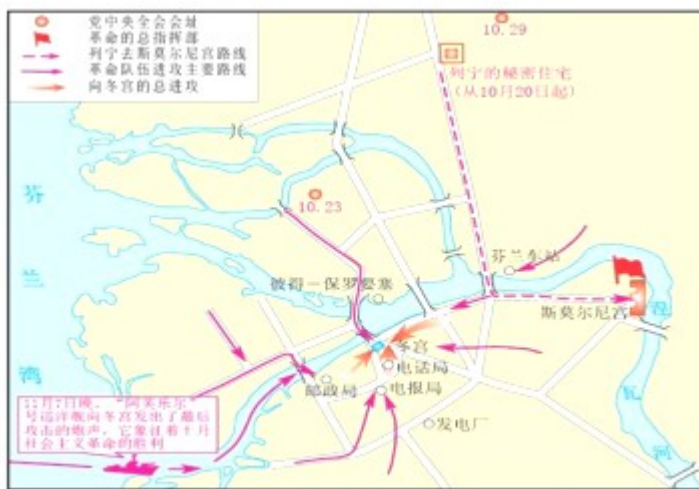 党中央全会会址
革命的总指挥部
列宁去斯莫尔尼宫路线
革命队伍进攻主要路线
向冬宫的总进攻
10.29
列宁的秘密住宅
(从10月20日起)
10.23
芬兰湾
芬兰车站
彼得—保罗要塞
斯莫尔尼宫
涅瓦河
冬宫
电话局
邮政局
电报局
发电厂
11月7日晚,“阿芙乐尔”
号巡洋舰向冬宫发出了最后
攻击的炮声,它象征着十月
社会主义革命的胜利